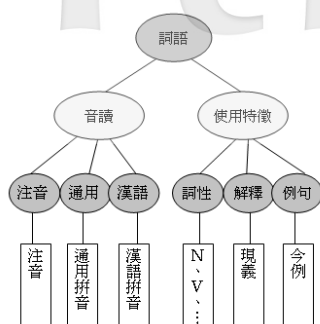 詞語
音讀 使用特徵
注音 通用 漢語 詞性 解釋 例句
注音
通用拼音
漢語拼音
N、V、…
現義
今例